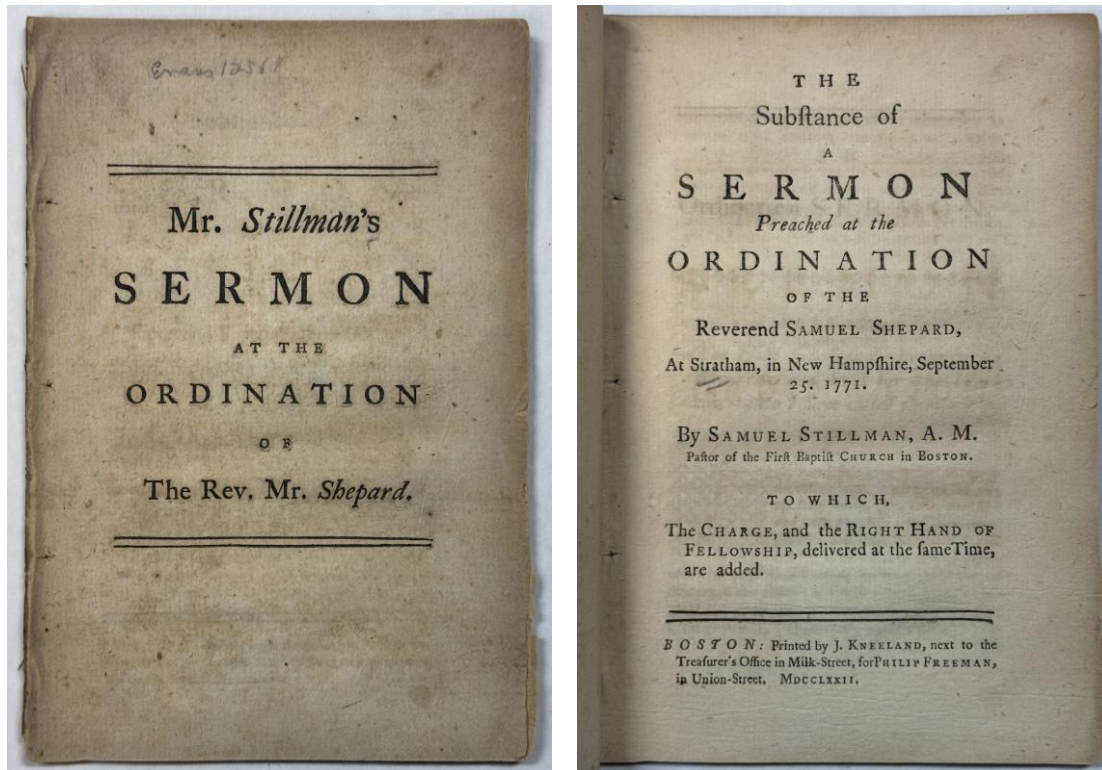 Evans 12568
Mr. Stillman's
SERMON
AT THE
ORDINATION
OF
The Rev. Mr. Shepard.
THE
Subſtance of
A
SERMON
Preached at the
ORDINATION
OF THE
Reverend SAMUEL SHEPARD,
At Stratham, in New Hampſhire, September
25. 1771.
By SAMUEL STILLMAN, A. M.
Paſtor of the Firſt Baptiſt CHURCH in BOSTON.
TO WHICH,
The CHARGE, and the RIGHT HAND OF
FELLOWSHIP, delivered at the ſameTime,
are added.
BOSTON: Printed by J. KNEELAND, next to the
Treaſurer's Office in Milk-Street, for PHILIP FREEMAN,
in Union-Street. MDCCLXXII.